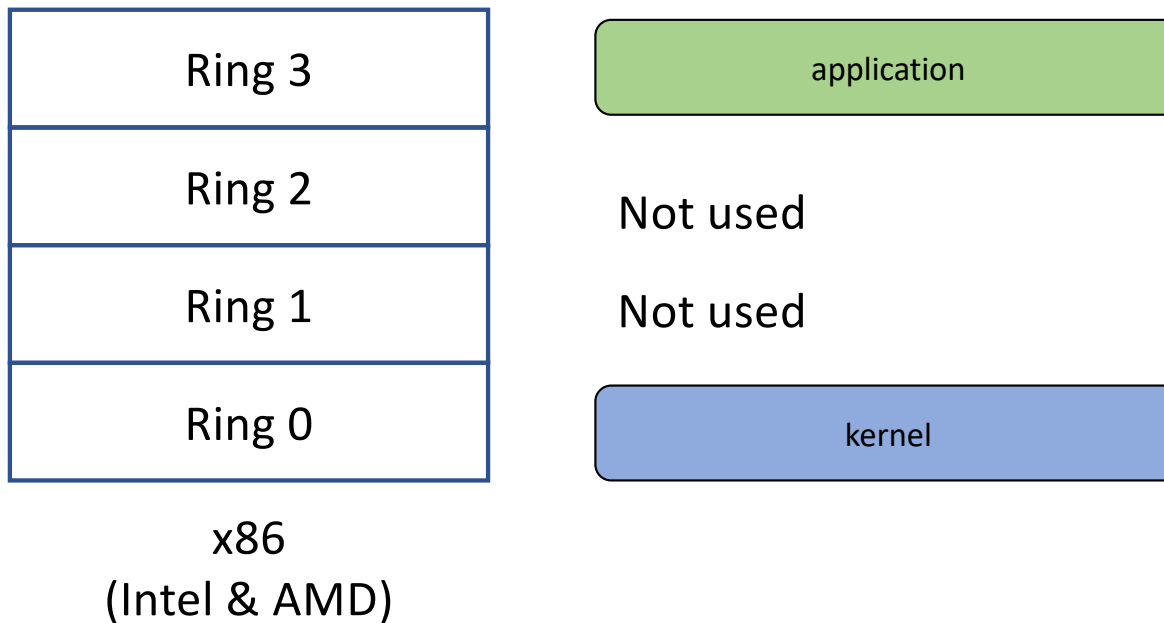 Ring 3
application
Ring 2
Not used
Ring 1
Not used
Ring 0
kernel
x86
(Intel & AMD)